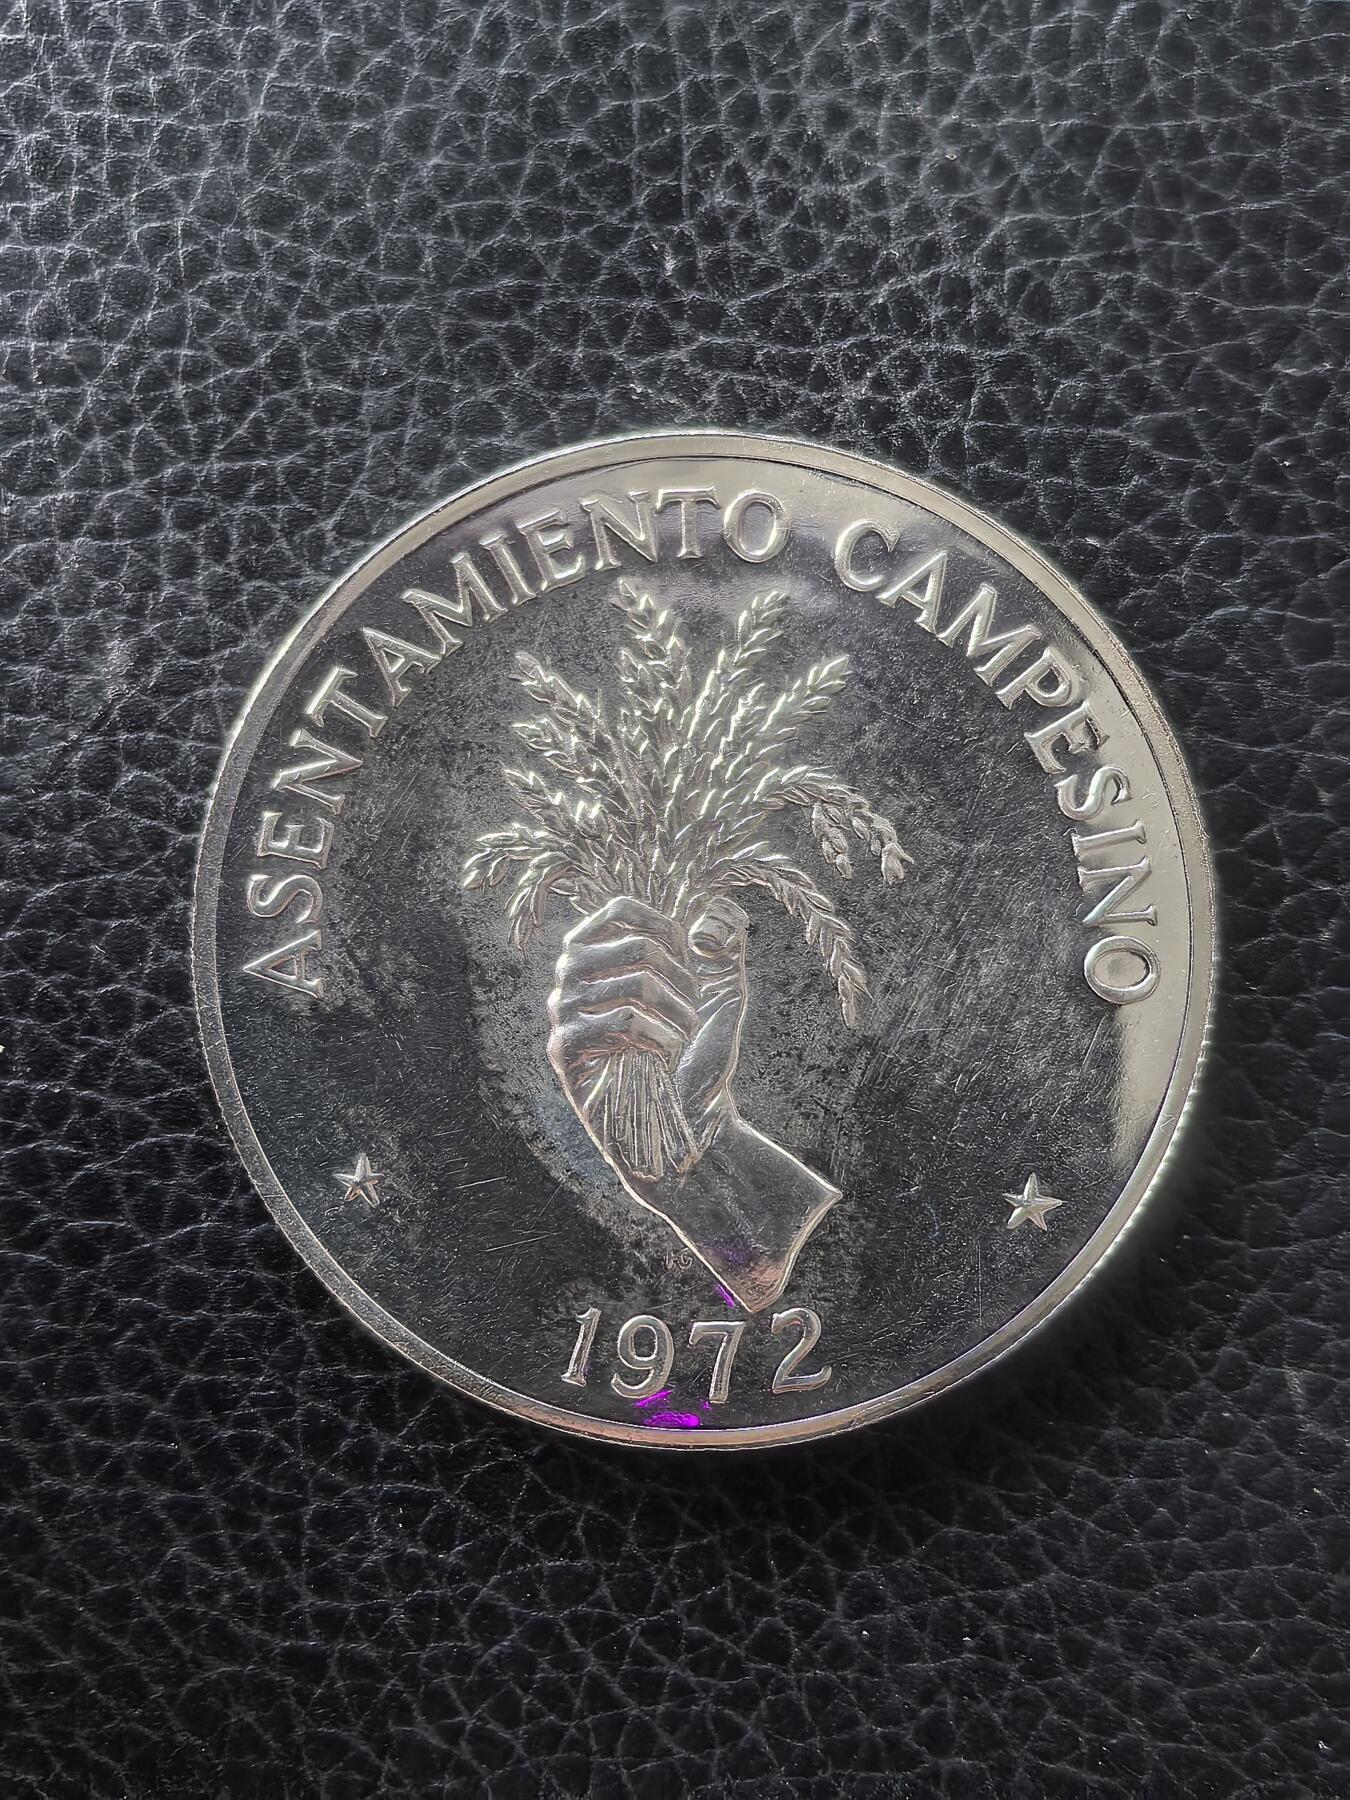 ASENTAMIENTO CAMPESINO
1972